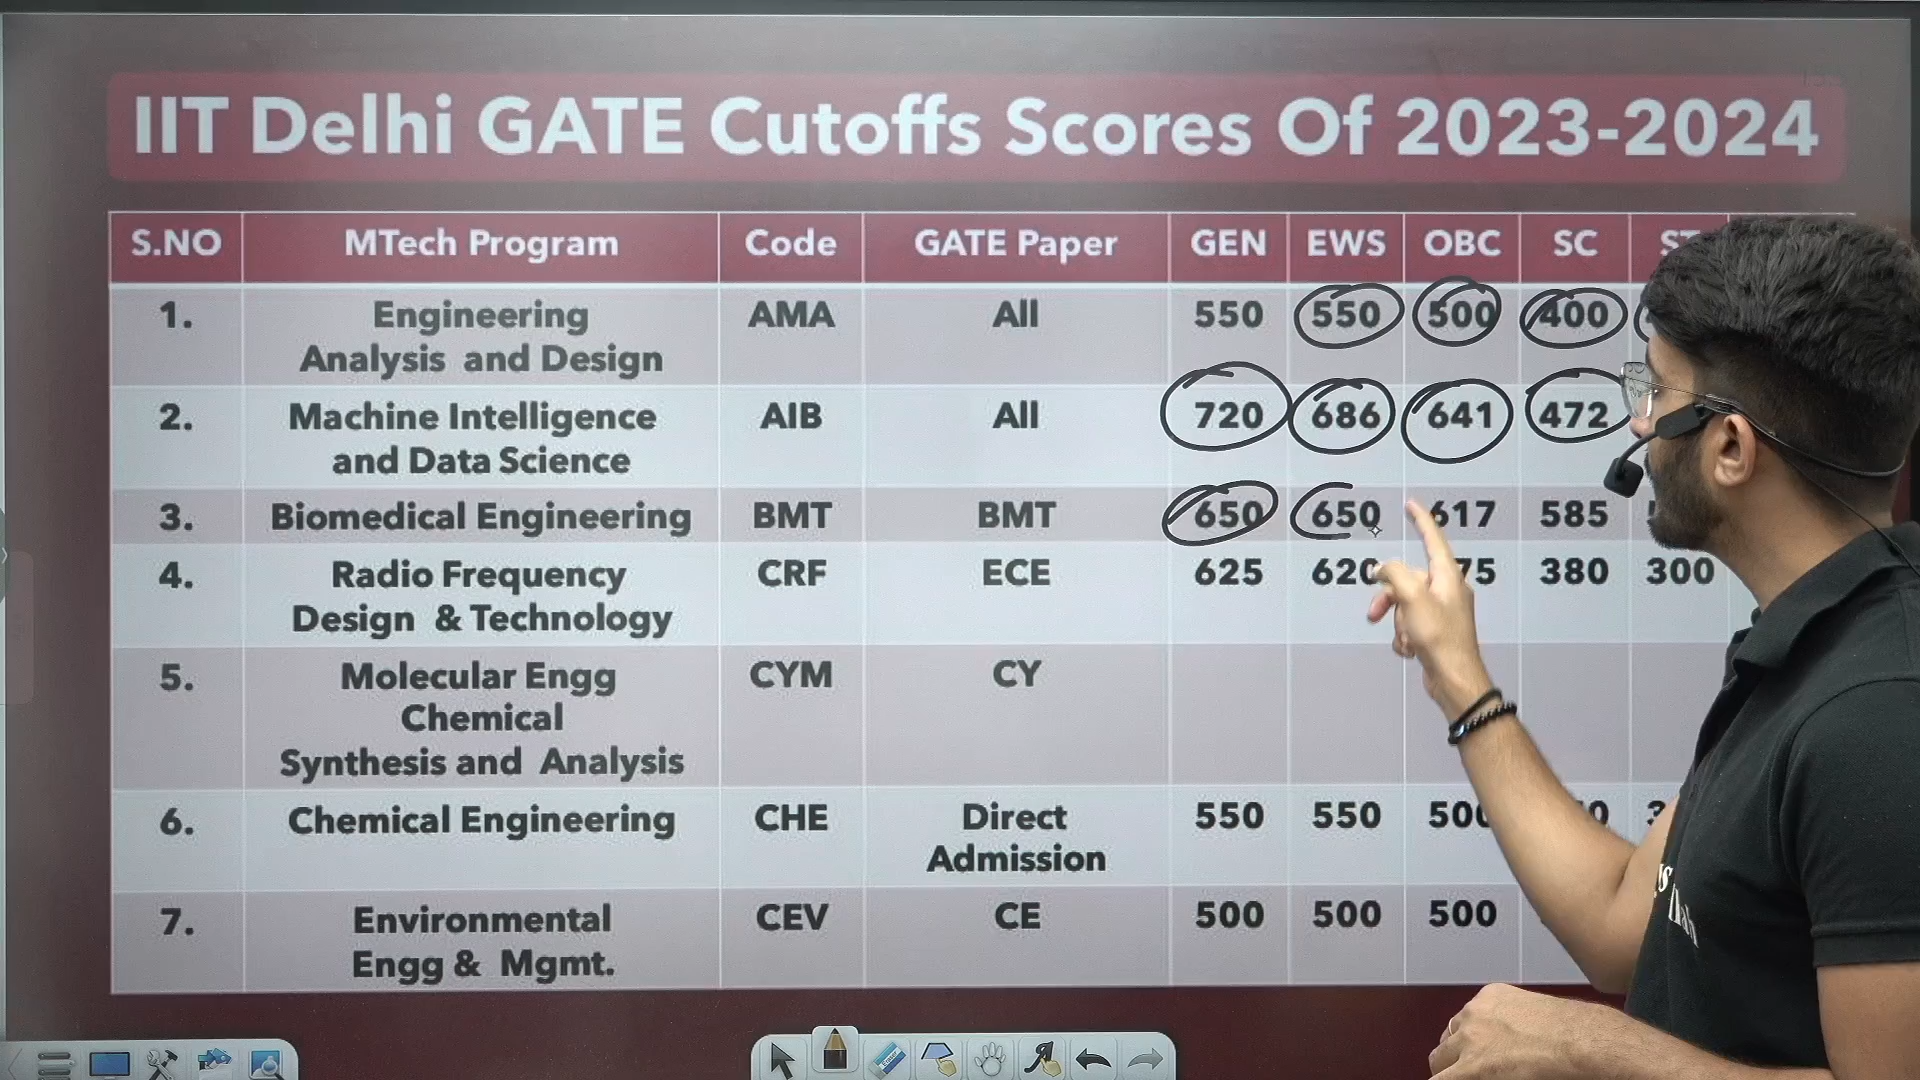 IIT Delhi GATE Cutoffs Scores Of 2023-2024
S.NO MTech Program Code GATE Paper GEN EWS OBC SC
1. Engineering AMA All 550 550 500 400
Analysis and Design
2. Machine Intelligence AIB All 720 686 641 472
and Data Science
3. Biomedical Engineering BMT BMT 650 650 617 585
4. Radio Frequency CRF ECE 625 620 75 380 300
Design & Technology
5. Molecular Engg CYM CY
Chemical
Synthesis and Analysis
6. Chemical Engineering CHE Direct 550 550 500
Admission
7. Environmental CEV CE 500 500 500
Engg & Mgmt.